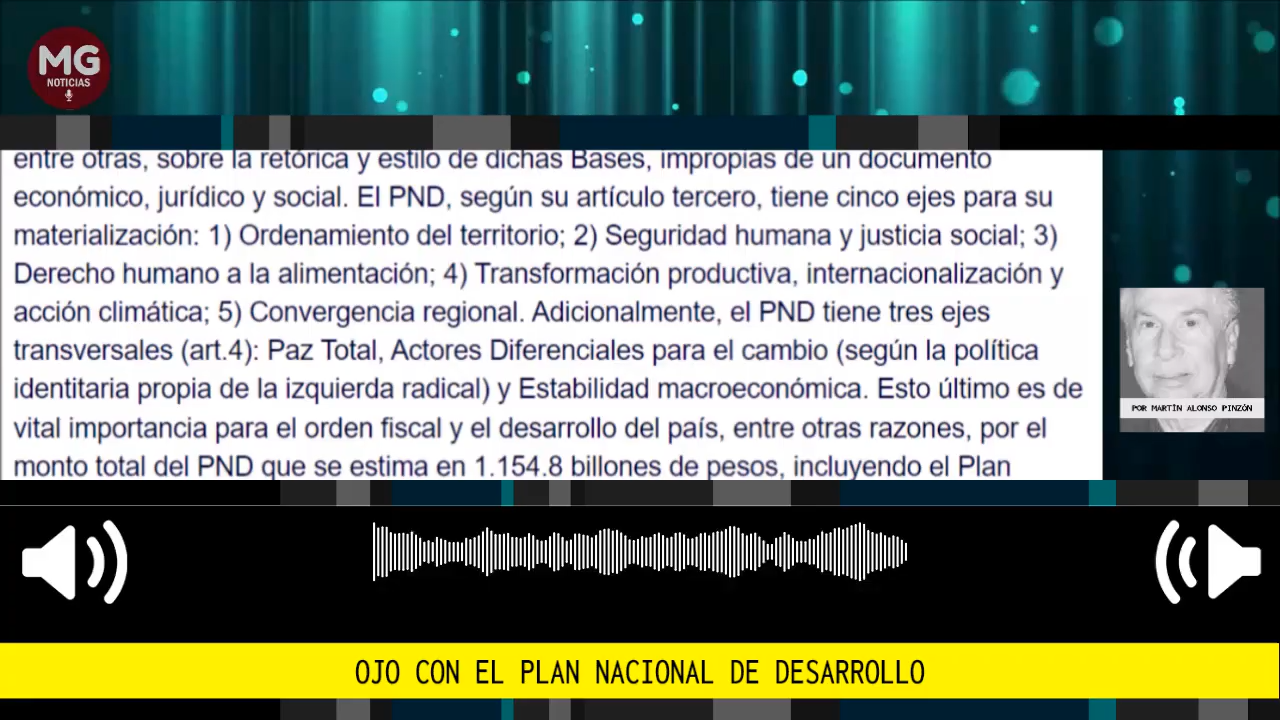 MG
NOTICIAS
entre otras, sobre la retórica y estilo de dichas Bases, impropias de un documento
económico, jurídico y social. El PND, según su artículo tercero, tiene cinco ejes para su
materialización: 1) Ordenamiento del territorio; 2) Seguridad humana y justicia social; 3)
Derecho humano a la alimentación; 4) Transformación productiva, internacionalización y
acción climática; 5) Convergencia regional. Adicionalmente, el PND tiene tres ejes
transversales (art.4): Paz Total, Actores Diferenciales para el cambio (según la política
identitaria propia de la izquierda radical) y Estabilidad macroeconómica. Esto último es de
vital importancia para el orden fiscal y el desarrollo del país, entre otras razones, por el
monto total del PND que se estima en 1.154.8 billones de pesos, incluyendo el Plan
POR MARTÍN ALONSO PINZÓN
OJO CON EL PLAN NACIONAL DE DESARROLLO